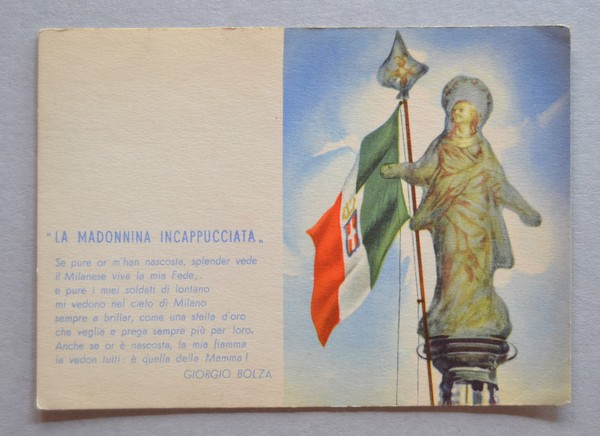 "LA MADONNINA INCAPPUCCIATA„
Se pure or m'han nascosta, splender vede
il Milanese viva la mia Fede,.
e pure i miei soldati di lontano
mi vedono nel cielo di Milano
sempre a brillar, come una stella d'oro
che veglia e prega sempre più per loro.
Anche se or è nascosta, la mia fiamma
la vedon tutti: è quella della Mamma!
GIORGIO BOLZA